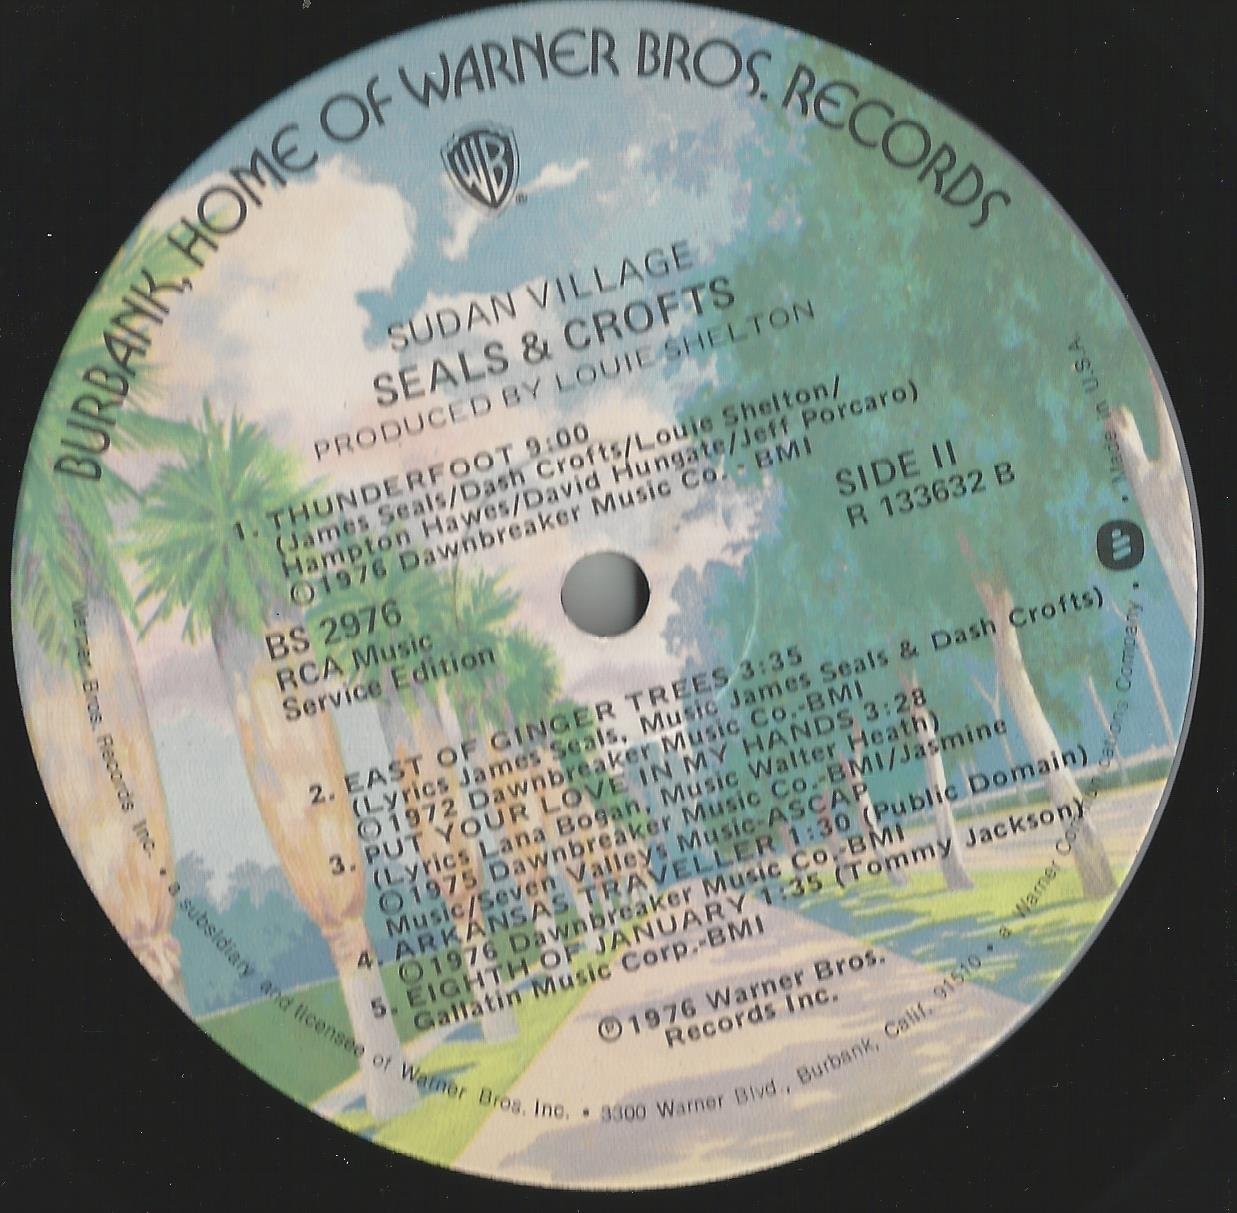 BURBANK, HOME OF WARNER BROS. RECORDS
WB
®
SUDAN VILLAGE
SEALS & CROFTS
PRODUCED BY LOUIE SHELTON
1. THUNDERFOOT 9:00
(James Seals/Dash Crofts/Louie Shelton/
Hampton Hawes/David Hungate/Jeff Porcaro)
©1976 Dawnbreaker Music Co.-BMI
SIDE II
R 133632 B
BS 2976
RCA Music
Service Edition
2. EAST OF GINGER TREES 3:35
(Lyrics James Seals, Music James Seals & Dash Crofts)
©1972 Dawnbreaker Music Co.-BMI
3. PUT YOUR LOVE IN MY HANDS 3:28
(Lyrics Lana Bogan, Music Walter Heath)
©1975 Dawnbreaker Music Co.-BMI/Jasmine
Music/Seven Valleys Music-ASCAP
4. ARKANSAS TRAVELLER 1:30 (Public Domain)
©1976 Dawnbreaker Music Co.-BMI
5. EIGHTH OF JANUARY 1:35 (Tommy Jackson)
Gallatin Music Corp.-BMI
℗1976 Warner Bros.
Records Inc.
Warner Bros. Records Inc. • a subsidiary and licensee of Warner Bros. Inc. • 3300 Warner Blvd., Burbank, Calif. 91510 • a Warner Communications Company • W • Made in U.S.A.